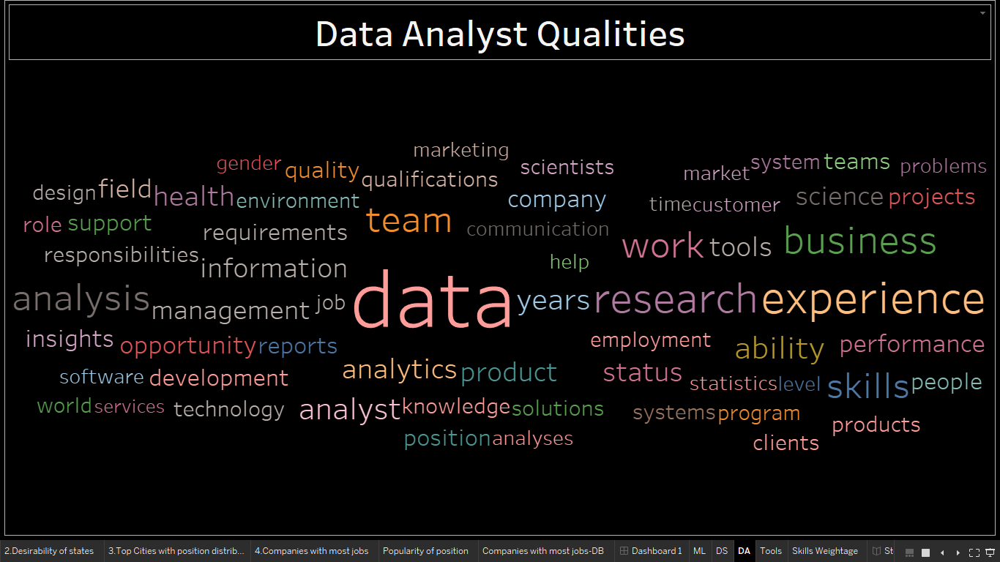 Data Analyst Qualities
marketing
gender quality qualifications scientists market system teams problems
design field health environment company time customer science projects
role support requirements team communication work tools business
responsibilities information help
analysis management job data years research experience
insights opportunity reports employment ability performance
software development analytics product status statistics level skills people
world services technology analyst knowledge solutions systems program products
position analyses clients
2.Desirability of states 3.Top Cities with position distrib... 4.Companies with most jobs Popularity of position Companies with most jobs-DB Dashboard 1 ML DS DA Tools Skills Weightage St